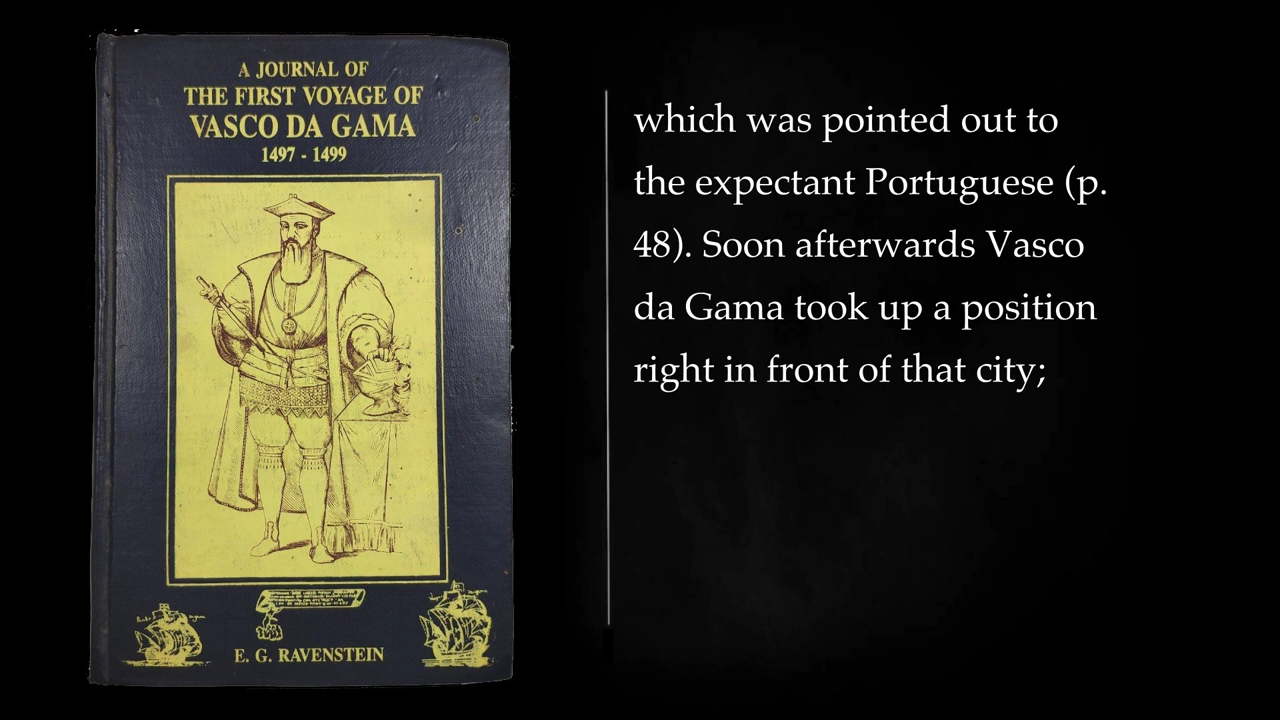 A JOURNAL OF
THE FIRST VOYAGE OF
VASCO DA GAMA
1497 - 1499
E. G. RAVENSTEIN
which was pointed out to
the expectant Portuguese (p.
48). Soon afterwards Vasco
da Gama took up a position
right in front of that city;